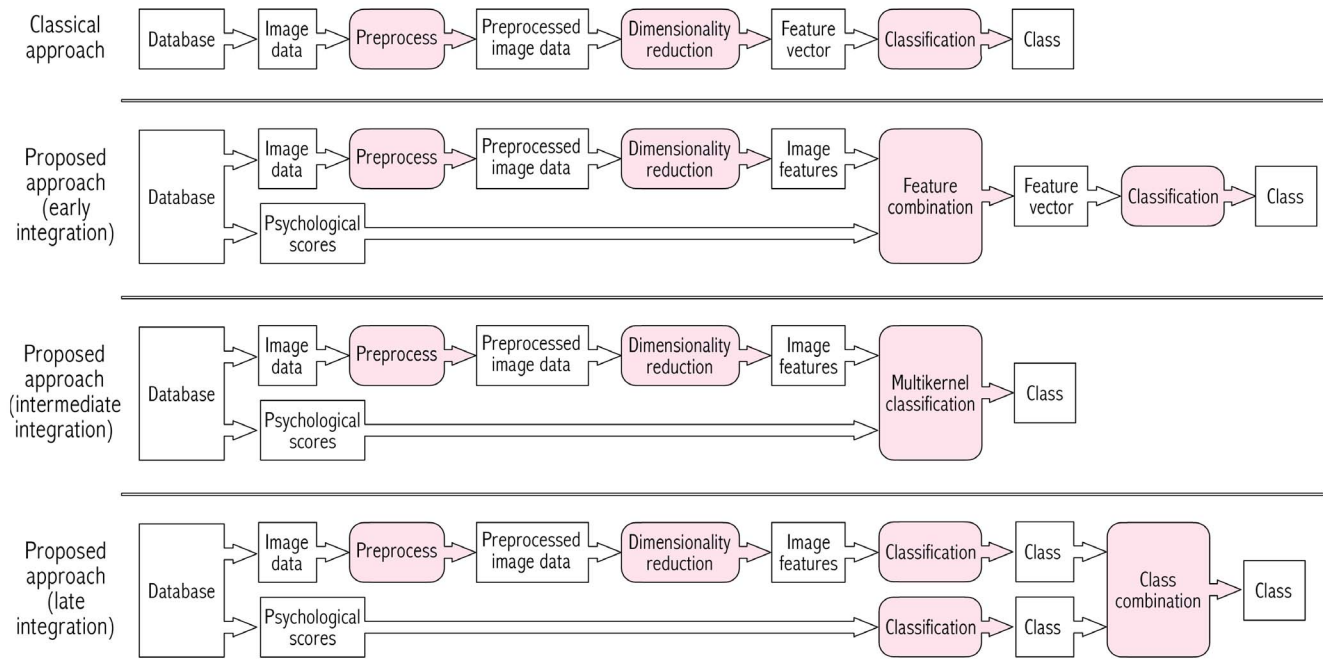 Classical
approach
Database
Image
data
Preprocess
Preprocessed
image data
Dimensionality
reduction
Feature
vector
Classification
Class
Proposed
approach
(early
integration)
Database
Image
data
Preprocess
Preprocessed
image data
Dimensionality
reduction
Image
features
Psychological
scores
Feature
combination
Feature
vector
Classification
Class
Proposed
approach
(intermediate
integration)
Database
Image
data
Preprocess
Preprocessed
image data
Dimensionality
reduction
Image
features
Psychological
scores
Multikernel
classification
Class
Proposed
approach
(late
integration)
Database
Image
data
Preprocess
Preprocessed
image data
Dimensionality
reduction
Image
features
Classification
Class
Psychological
scores
Classification
Class
Class
combination
Class